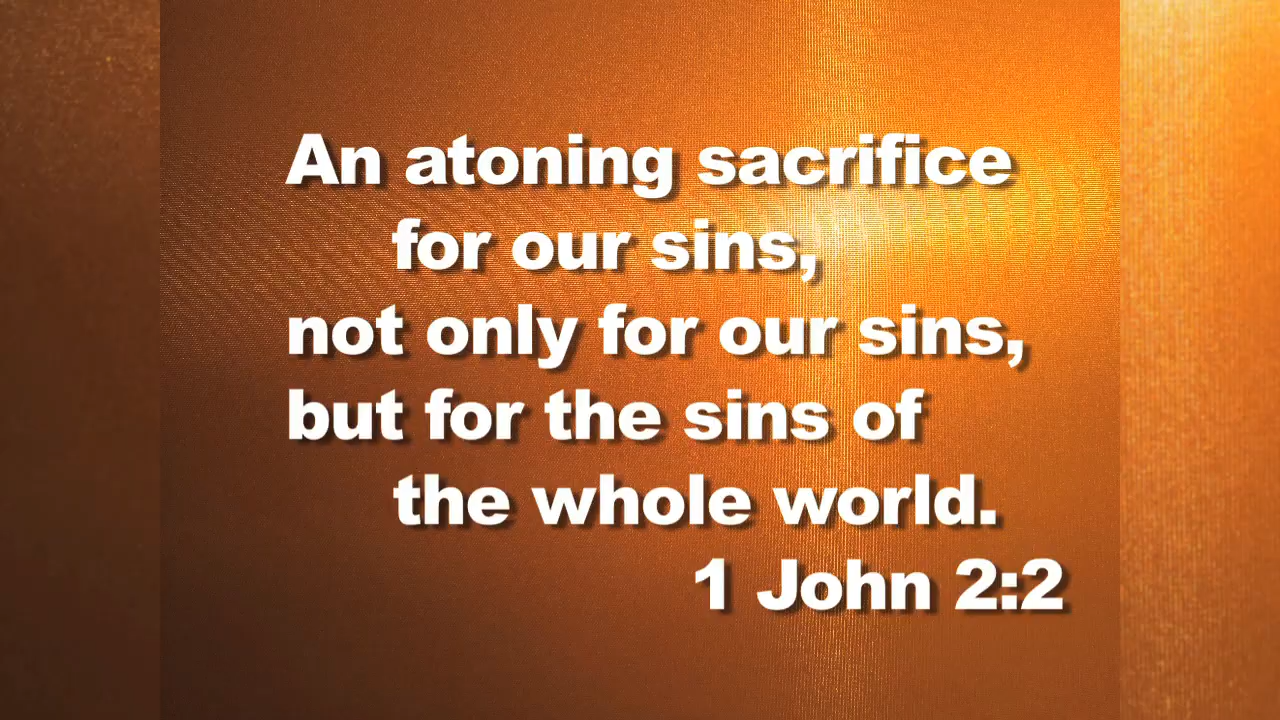 An atoning sacrifice
for our sins,
not only for our sins,
but for the sins of
the whole world.
1 John 2:2